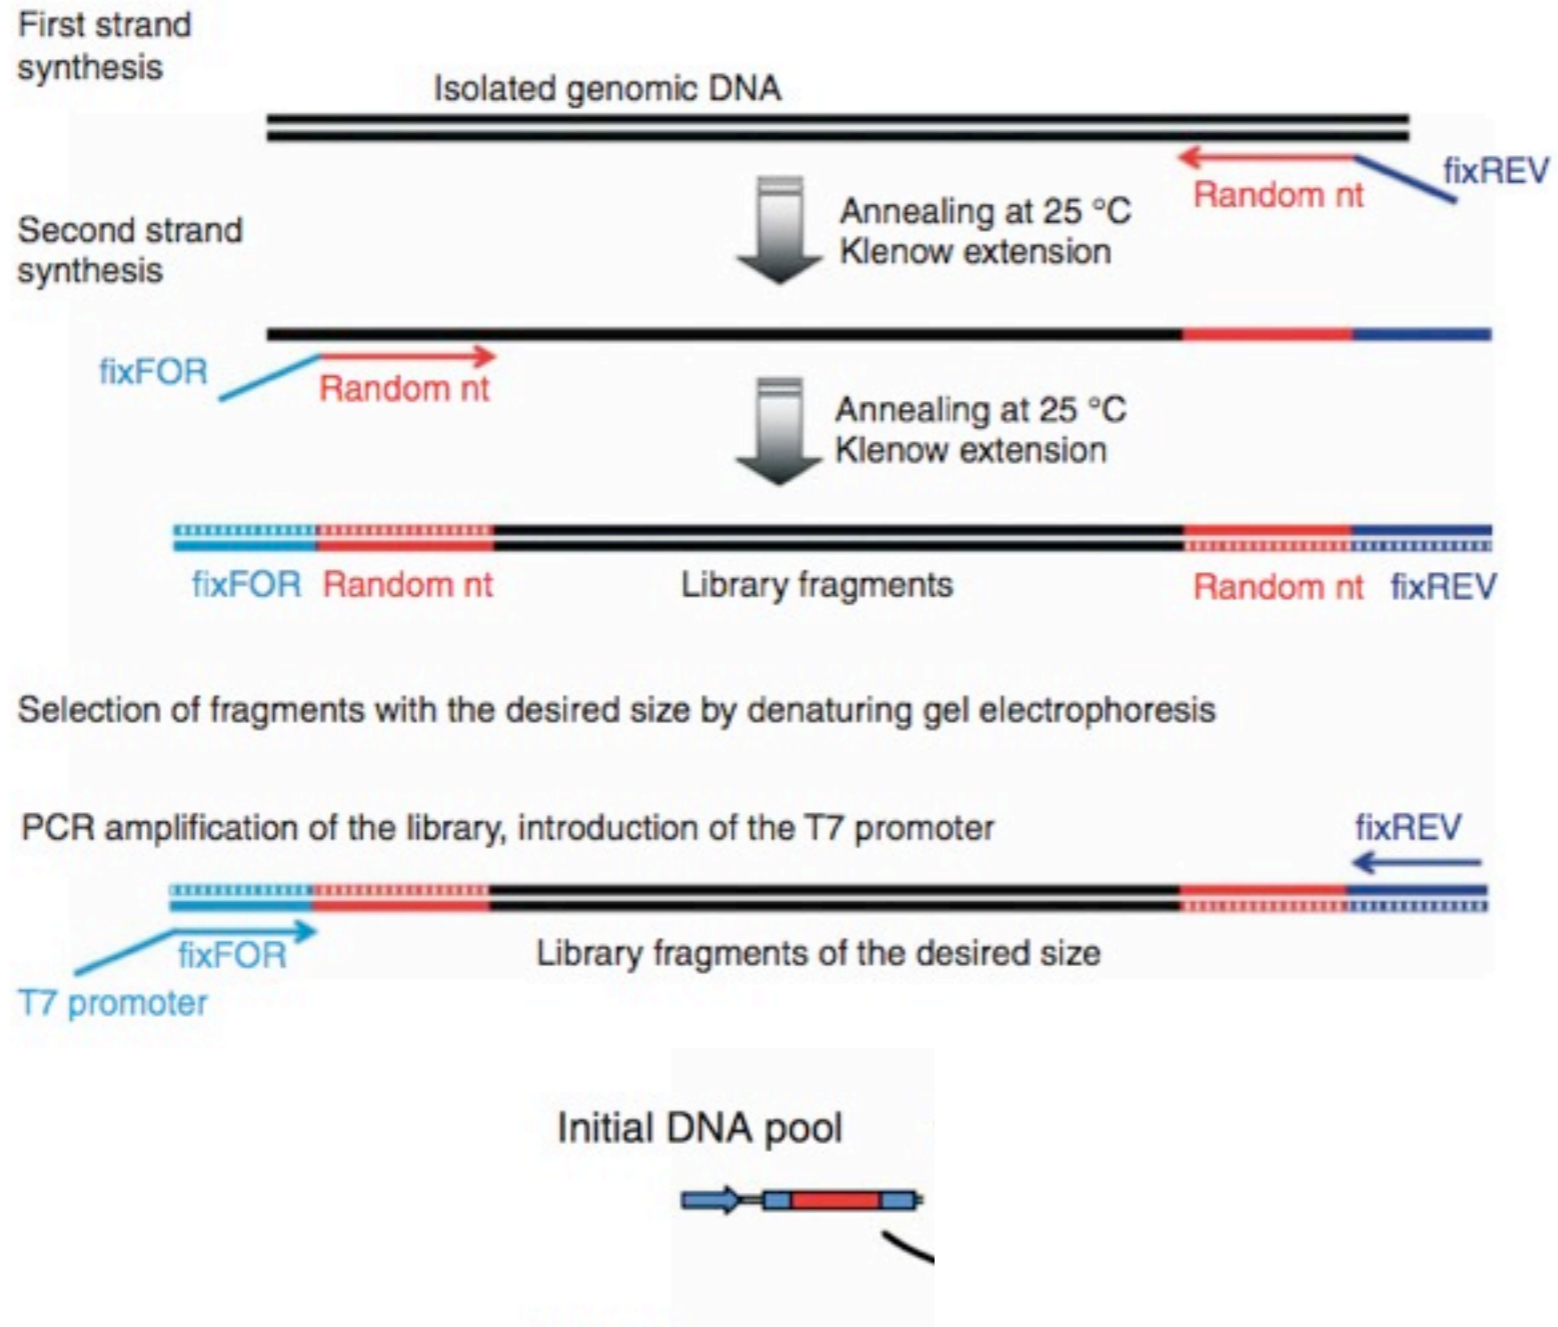 First strand
synthesis
Isolated genomic DNA
fixREV
Random nt
Annealing at 25 °C
Klenow extension
Second strand
synthesis
fixFOR
Random nt
Annealing at 25 °C
Klenow extension
fixFOR Random nt Library fragments Random nt fixREV
Selection of fragments with the desired size by denaturing gel electrophoresis
PCR amplification of the library, introduction of the T7 promoter
fixREV
fixFOR
Library fragments of the desired size
T7 promoter
Initial DNA pool